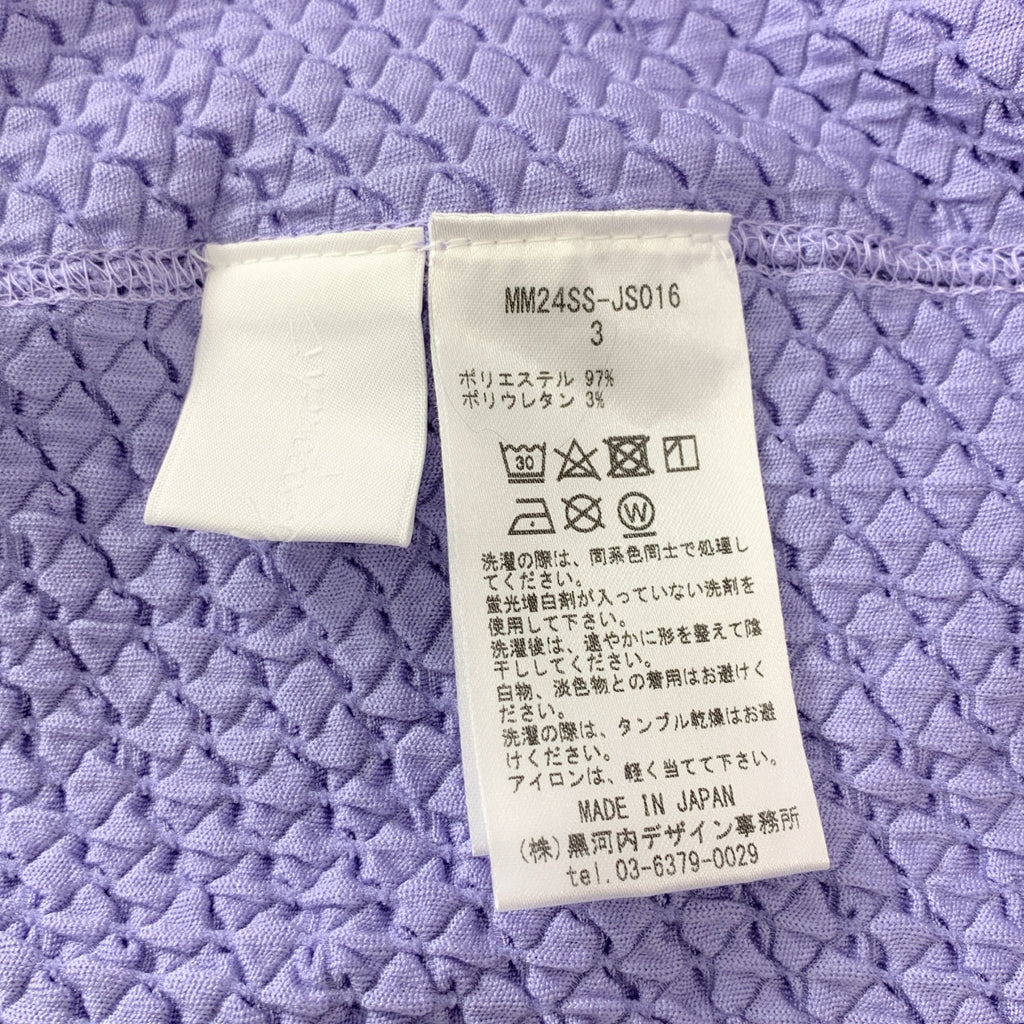 MM24SS-JS016
3
ポリエステル 97%
ポリウレタン 3%
30
W
洗濯の際は、同系色同士で処理し
てください。
蛍光増白剤が入っていない洗剤を
使用して下さい。
洗濯後は、速やかに形を整えて陰
干ししてください。
白物、淡色物との着用はお避けく
ださい。
洗濯の際は、タンブル乾燥はお避
けください。
アイロンは、軽く当てて下さい。
MADE IN JAPAN
(株)黒河内デザイン事務所
tel.03-6379-0029